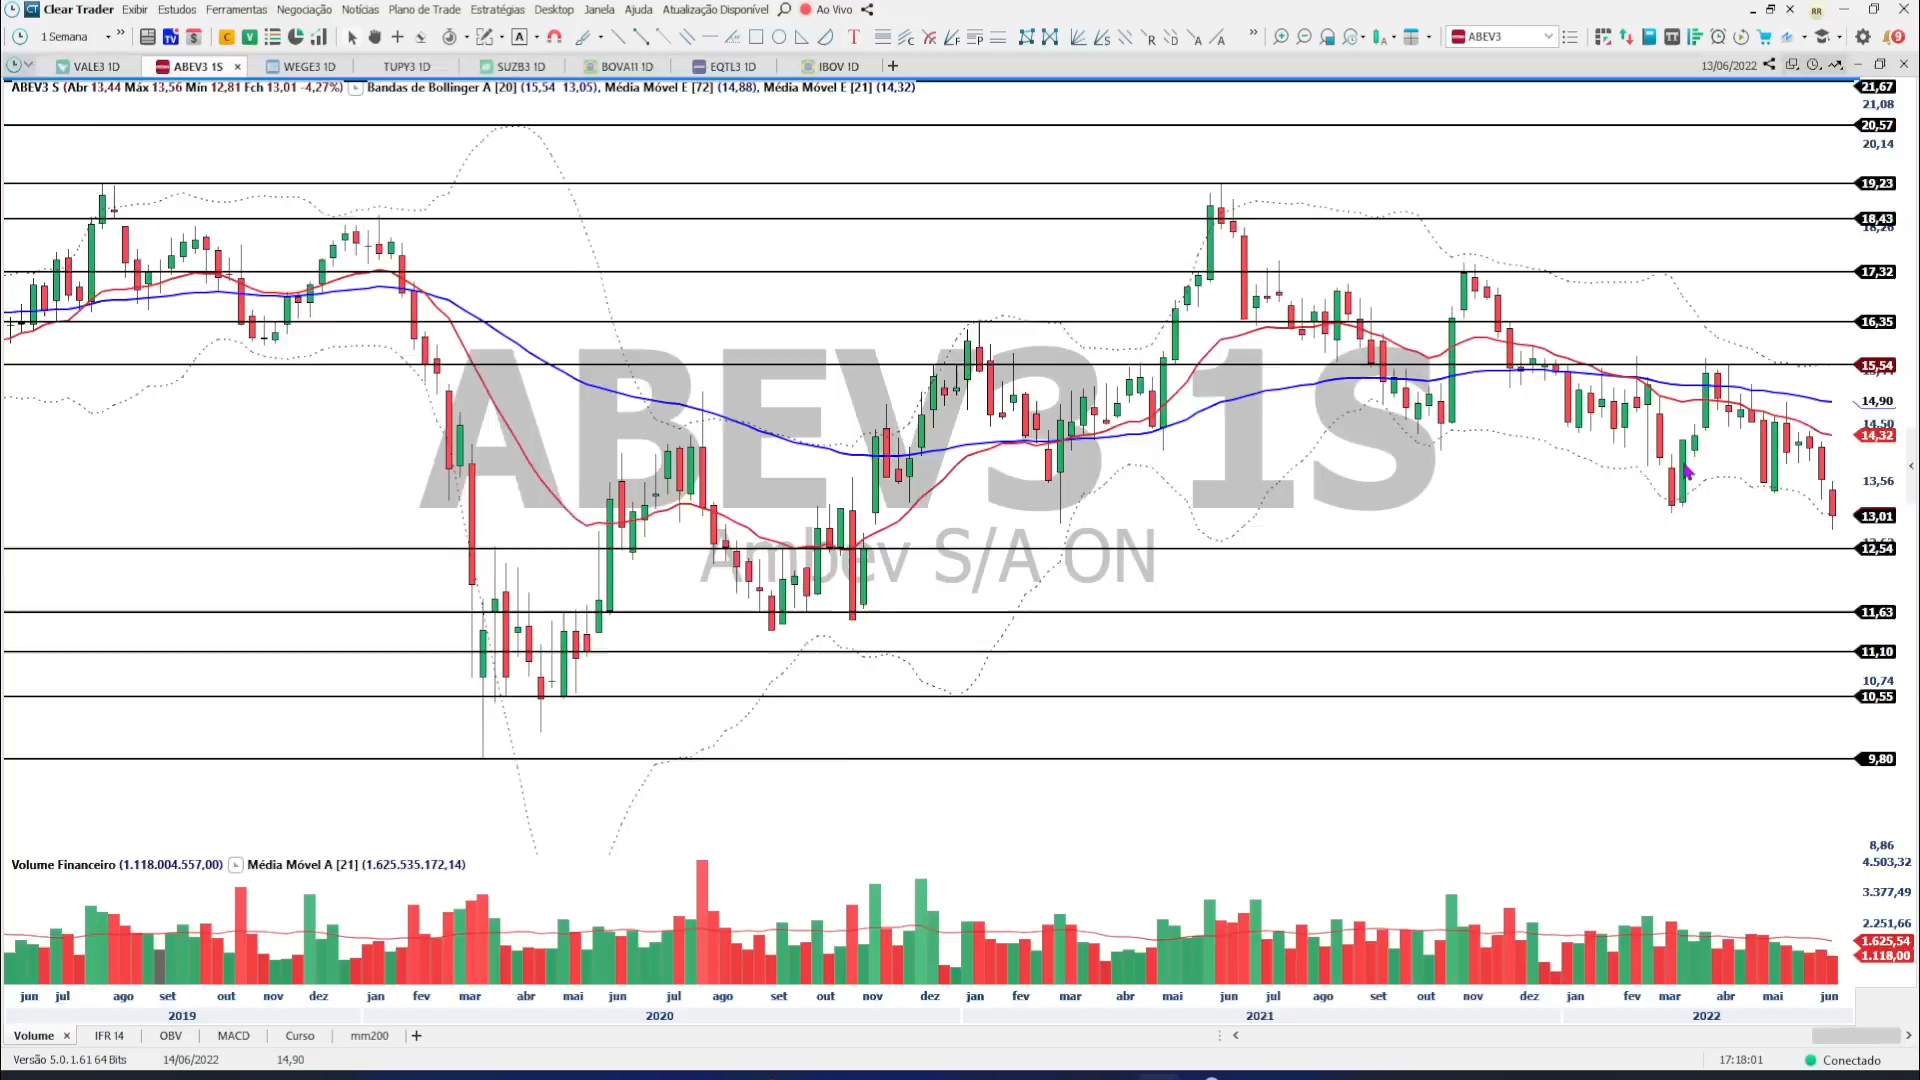 CT Clear Trader Exibir Estudos Ferramentas Negociação Notícias Plano de Trade Estratégias Desktop Janela Ajuda Atualização Disponível Ao Vivo RR
1 Semana ABEV3 9
VALE3 1D ABEV3 1S WEGE3 1D TUPY3 1D SUZB3 1D BOVA11 1D EQTL3 1D IBOV 1D 13/06/2022
ABEV3 S (Abr 13,44 Máx 13,56 Mín 12,81 Fch 13,01 -4,27%) Bandas de Bollinger A [20] (15,54 13,05), Média Móvel E [72] (14,88), Média Móvel E [21] (14,32)
21,67
21,08
20,57
20,14
19,23
18,43
17,32
16,35
15,54
14,90
14,50
14,32
13,56
13,01
12,54
11,63
11,10
10,74
10,55
9,80
8,86
ABEV3 1S
Ambev S/A ON
Volume Financeiro (1.118.004.557,00) Média Móvel A [21] (1.625.535.172,14)
4.503,32
3.377,49
2.251,66
1.625,54
1.118,00
jun jul ago set out nov dez jan fev mar abr mai jun jul ago set out nov dez jan fev mar abr mai jun jul ago set out nov dez jan fev mar abr mai jun
2019 2020 2021 2022
Volume IFR 14 OBV MACD Curso mm200
Versão 5.0.1.61 64 Bits 14/06/2022 14,90 17:18:01 Conectado